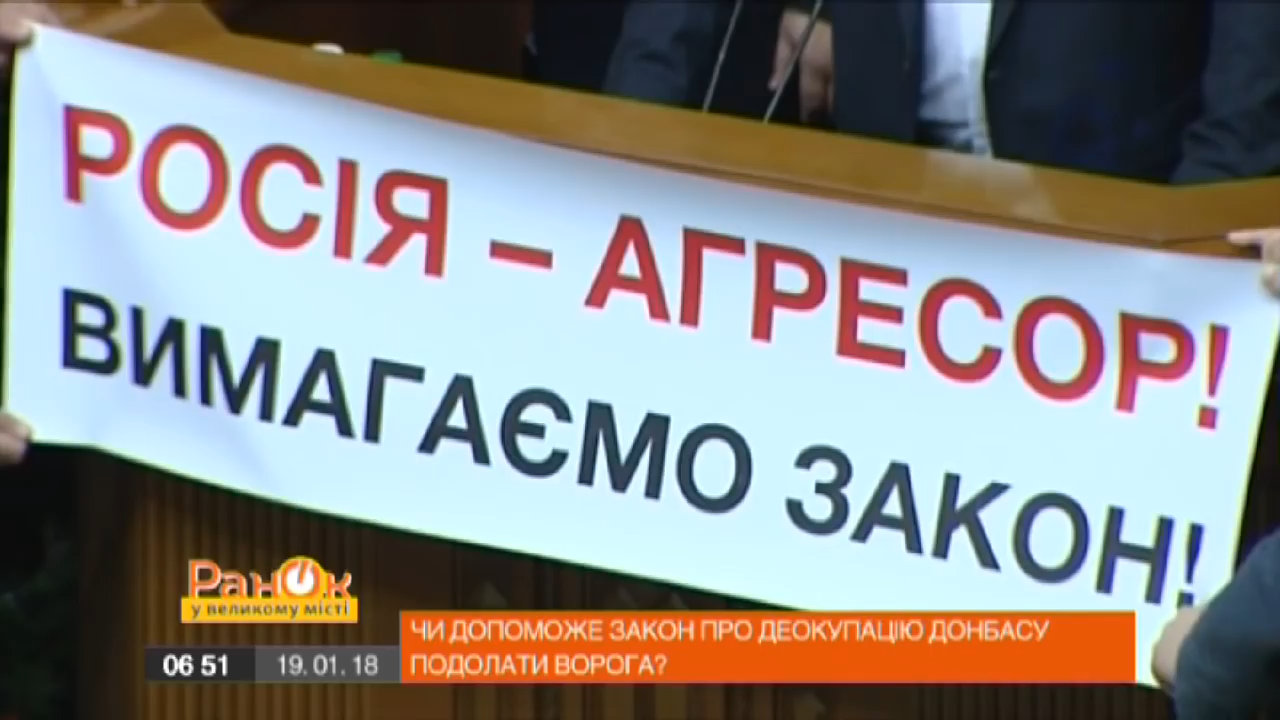 РОСІЯ – АГРЕСОР!
ВИМАГАЄМО ЗАКОН!
Ранок
у великому місті
06 51
19. 01. 18
ЧИ ДОПОМОЖЕ ЗАКОН ПРО ДЕОКУПАЦІЮ ДОНБАСУ
ПОДОЛАТИ ВОРОГА?